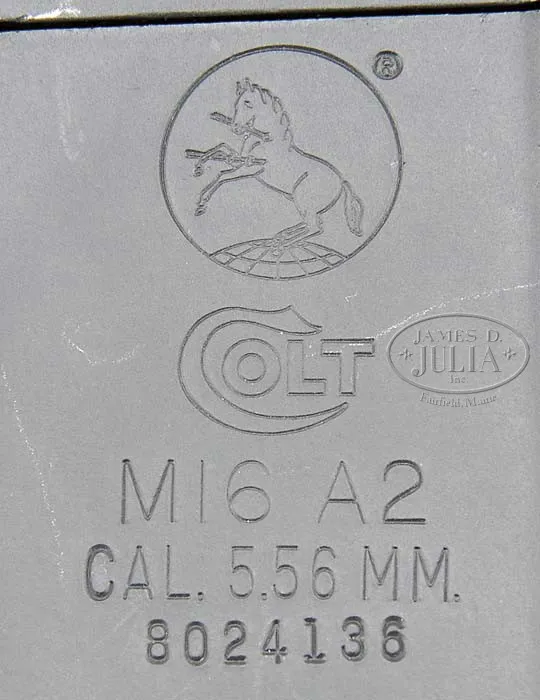 ®
COLT
JAMES D.
JULIA
Inc.
Fairfield, Maine
M16 A2
CAL. 5.56 MM.
8024136